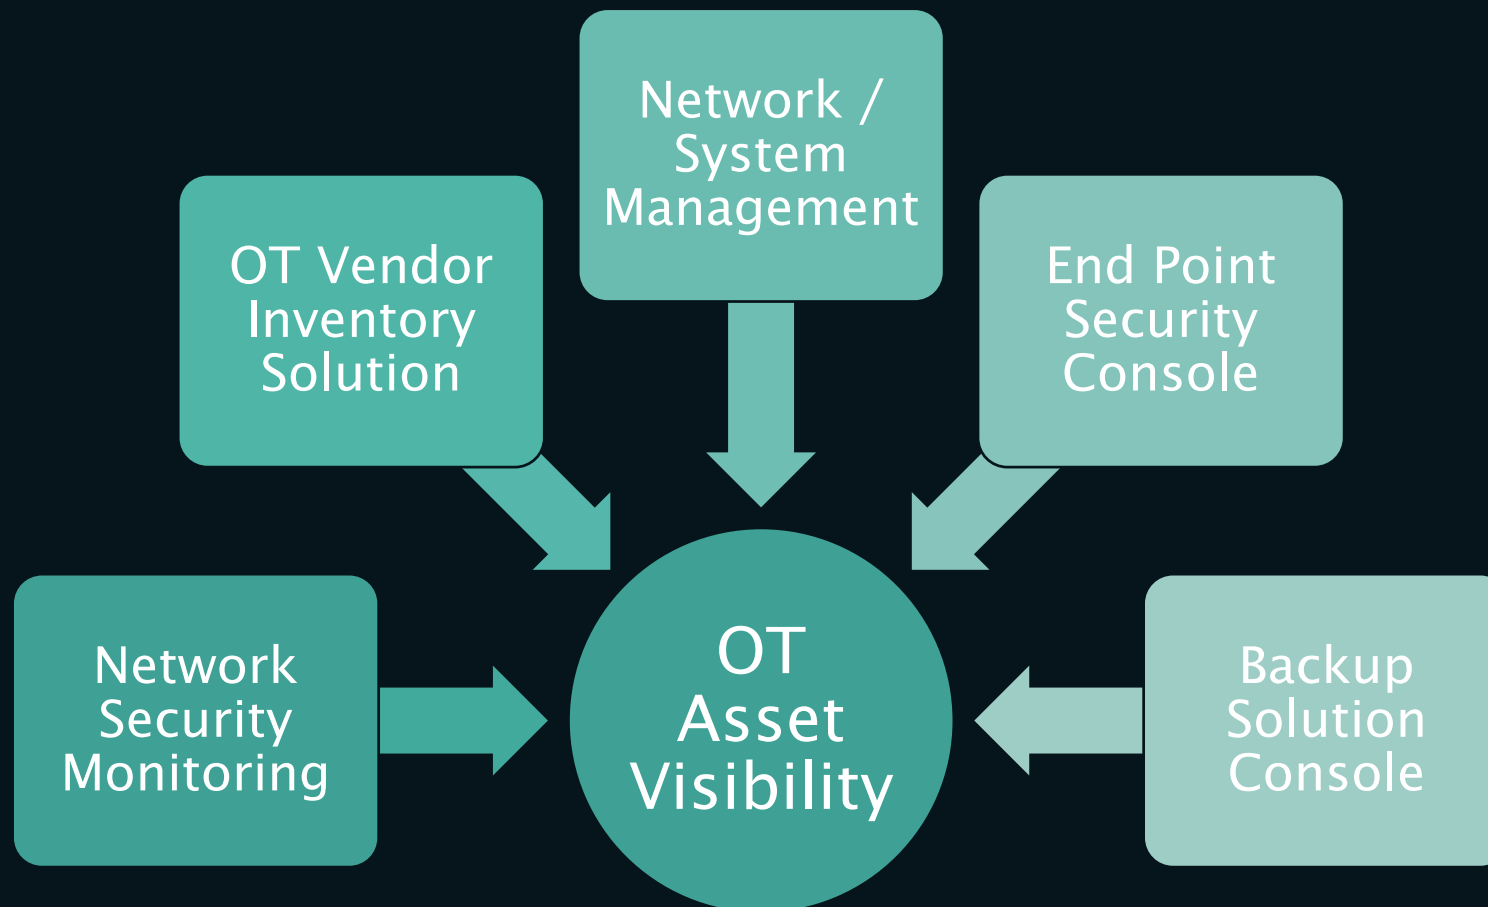 Network /
System
Management
OT Vendor
Inventory
Solution
End Point
Security
Console
Network
Security
Monitoring
OT
Asset
Visibility
Backup
Solution
Console